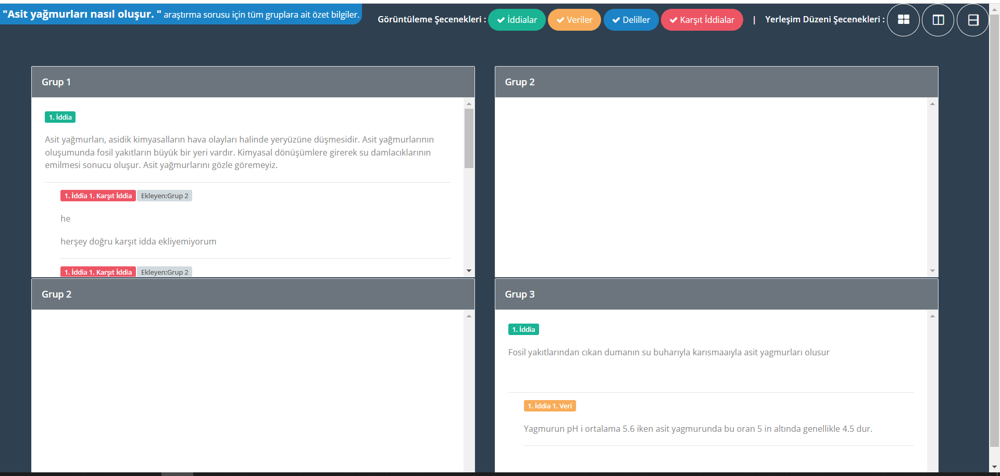 "Asit yağmurları nasıl oluşur. " araştırma sorusu için tüm gruplara ait özet bilgiler.
Görüntüleme Şecenekleri : İddialar Veriler Deliller Karşıt İddialar | Yerleşim Düzeni Şecenekleri :
Grup 1
1. İddia
Asit yağmurları, asidik kimyasalların hava olayları halinde yeryüzüne düşmesidir. Asit yağmurlarının
oluşumunda fosil yakıtların büyük bir yeri vardır. Kimyasal dönüşümlere girerek su damlacıklarının
emilmesi sonucu oluşur. Asit yağmurlarını gözle göremeyiz.
1. İddia 1. Karşıt İddia Ekleyen:Grup 2
he
herşey doğru karşıt idda ekliyemiyorum
1. İddia 1. Karşıt İddia Ekleyen:Grup 2
Grup 2
Grup 2
Grup 3
1. İddia
Fosil yakıtlarından cıkan dumanın su buharıyla karısmaaıyla asit yagmurları olusur
1. İddia 1. Veri
Yagmurun pH i ortalama 5.6 iken asit yagmurunda bu oran 5 in altında genellikle 4.5 dur.